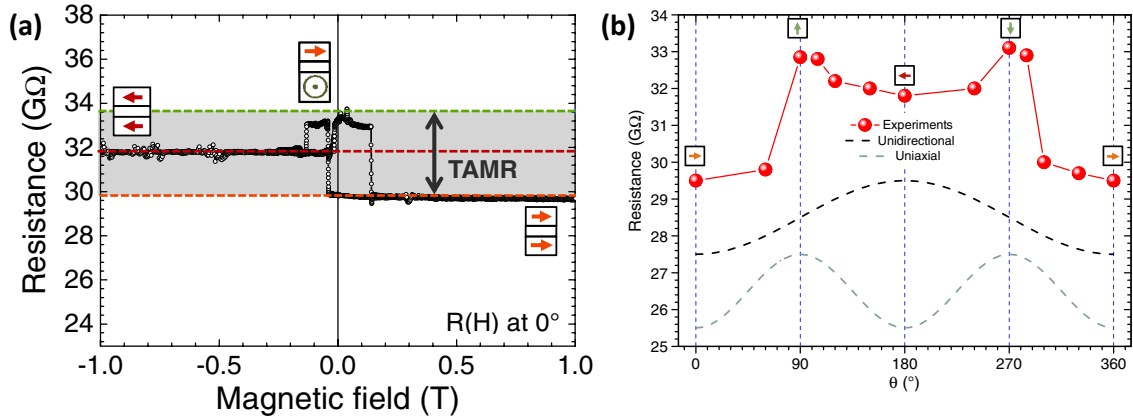 (a)
Resistance (GΩ)
34
32
30
28
26
24
TAMR
R(H) at 0°
-1.0
-0.5
0.0
0.5
1.0
Magnetic field (T)
(b)
Resistance (GΩ)
34
33
32
31
30
29
28
27
26
25
Experiments
Unidirectional
Uniaxial
0
90
180
270
360
θ (°)